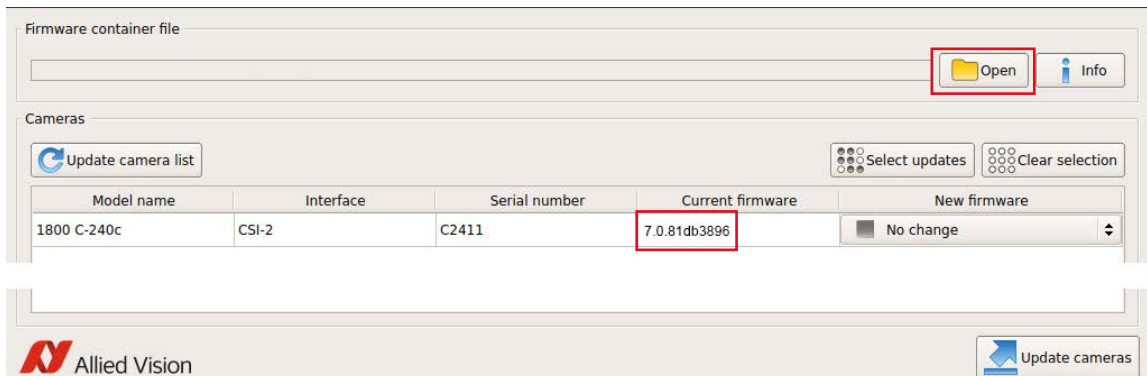 Firmware container file
Open Info
Cameras
Update camera list Select updates Clear selection
Model name Interface Serial number Current firmware New firmware
1800 C-240c CSI-2 C2411 7.0.81db3896 No change
Allied Vision Update cameras